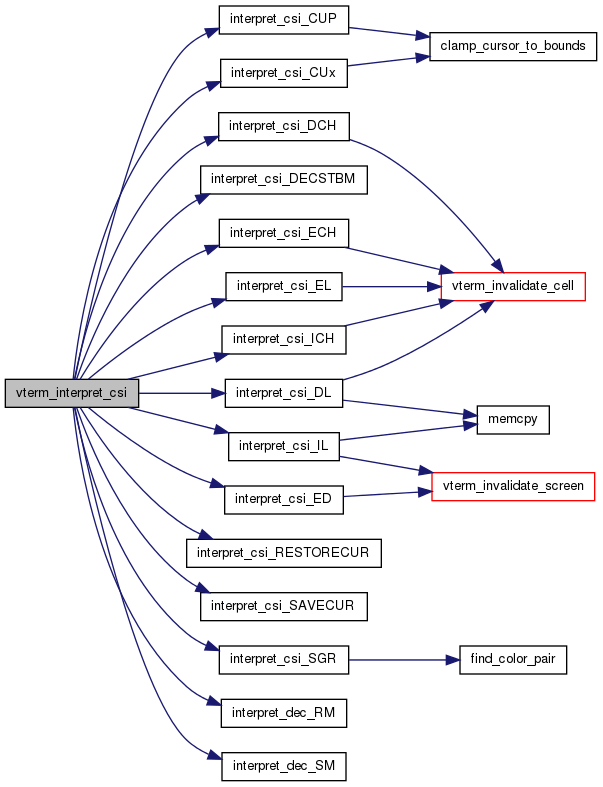 interpret_csi_CUP
clamp_cursor_to_bounds
interpret_csi_CUx
interpret_csi_DCH
interpret_csi_DECSTBM
interpret_csi_ECH
interpret_csi_EL
vterm_invalidate_cell
interpret_csi_ICH
vterm_interpret_csi
interpret_csi_DL
memcpy
interpret_csi_IL
vterm_invalidate_screen
interpret_csi_ED
interpret_csi_RESTORECUR
interpret_csi_SAVECUR
interpret_csi_SGR
find_color_pair
interpret_dec_RM
interpret_dec_SM